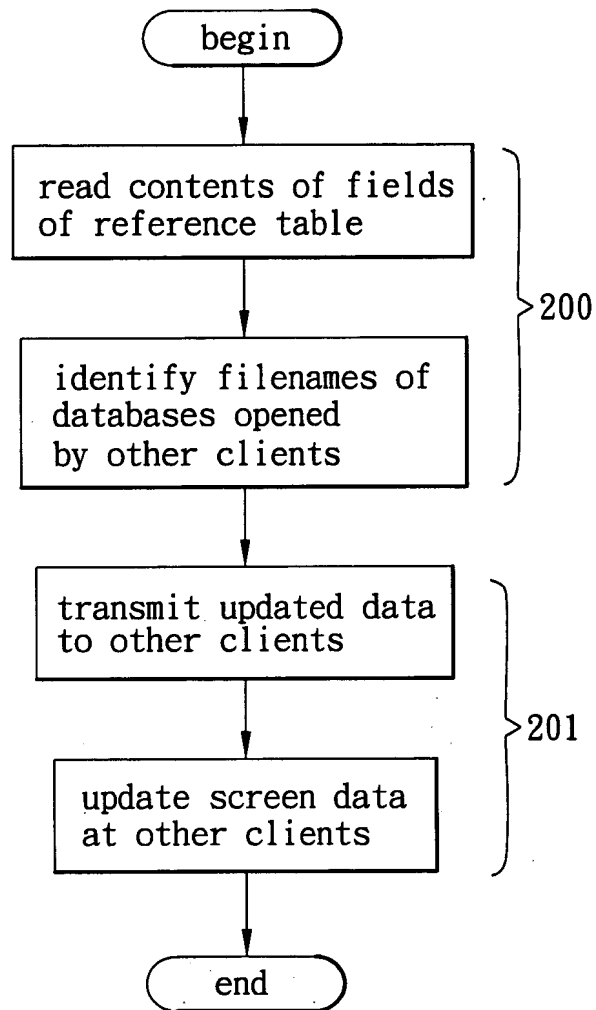 begin
read contents of fields
of reference table
200
identify filenames of
databases opened
by other clients
transmit updated data
to other clients
201
update screen data
at other clients
end